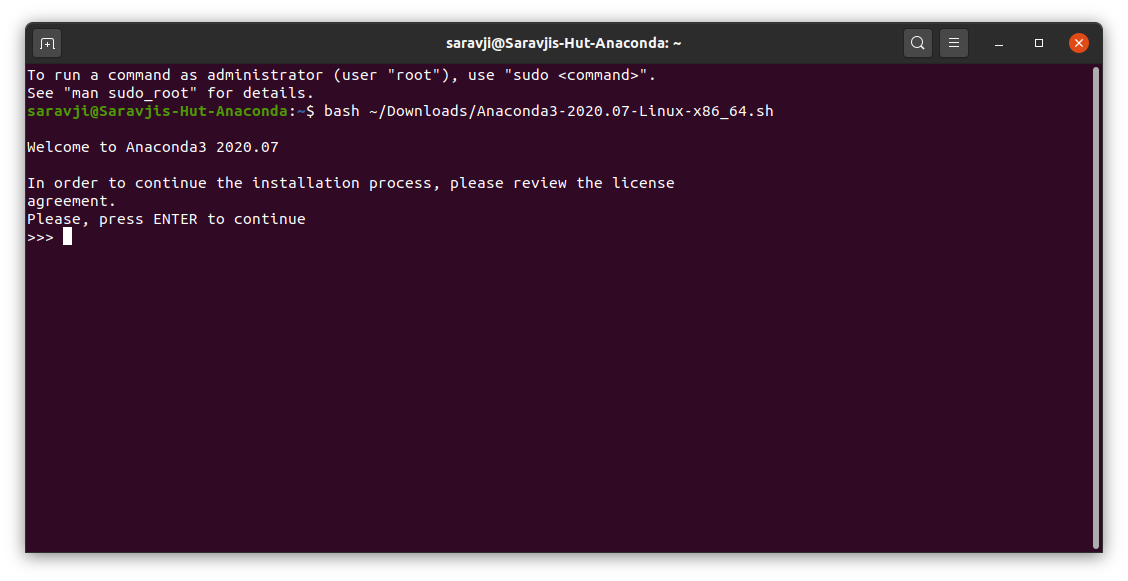 saravji@Saravjis-Hut-Anaconda: ~
To run a command as administrator (user "root"), use "sudo <command>".
See "man sudo_root" for details.
saravji@Saravjis-Hut-Anaconda:~$ bash ~/Downloads/Anaconda3-2020.07-Linux-x86_64.sh
Welcome to Anaconda3 2020.07
In order to continue the installation process, please review the license
agreement.
Please, press ENTER to continue
>>>